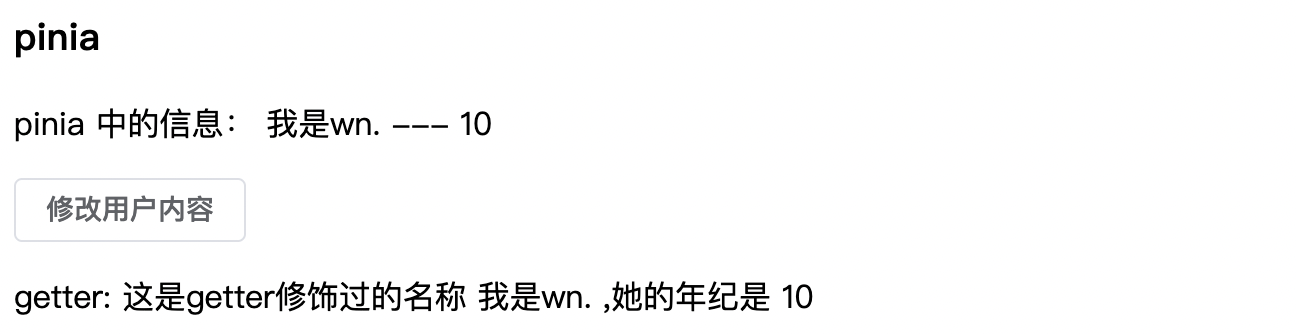 pinia
pinia 中的信息： 我是wn. --- 10
修改用户内容
getter: 这是getter修饰过的名称 我是wn. ,她的年纪是 10